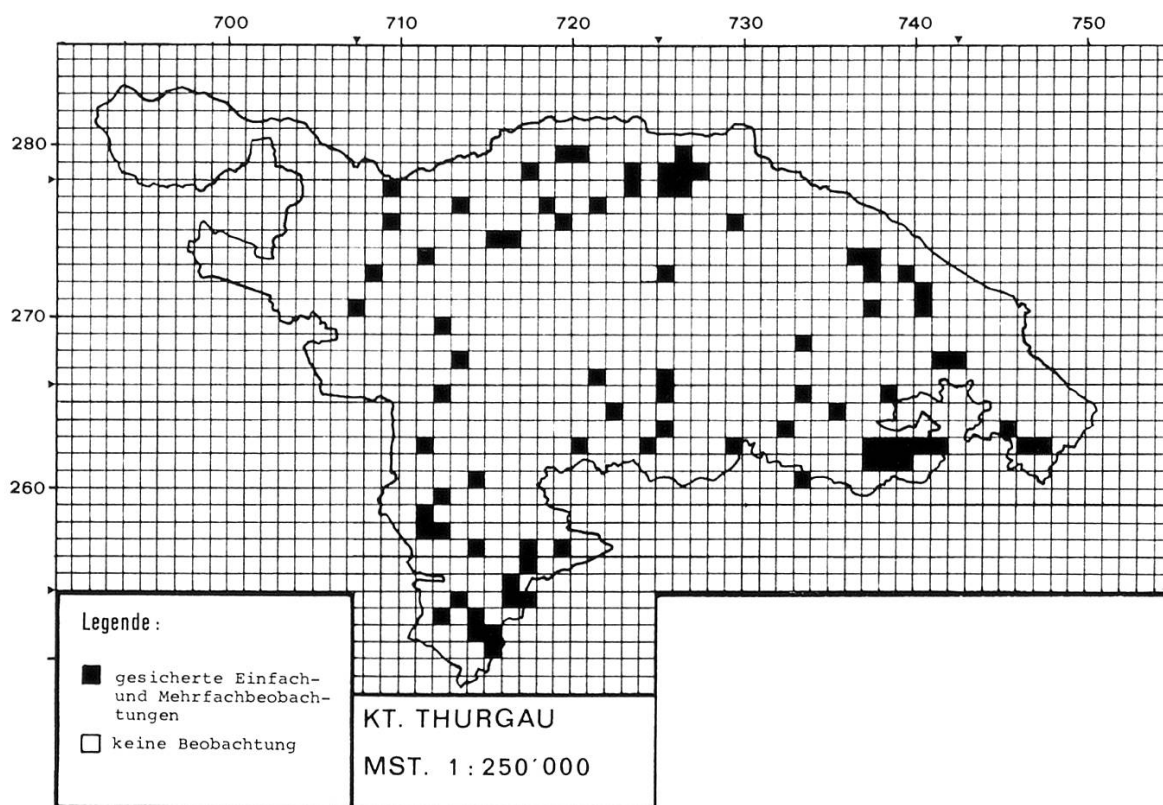 700 710 720 730 740 750
280
270
260
Legende:
gesicherte Einfach-
und Mehrfachbeobach-
tungen
keine Beobachtung
KT. THURGAU
MST. 1:250'000